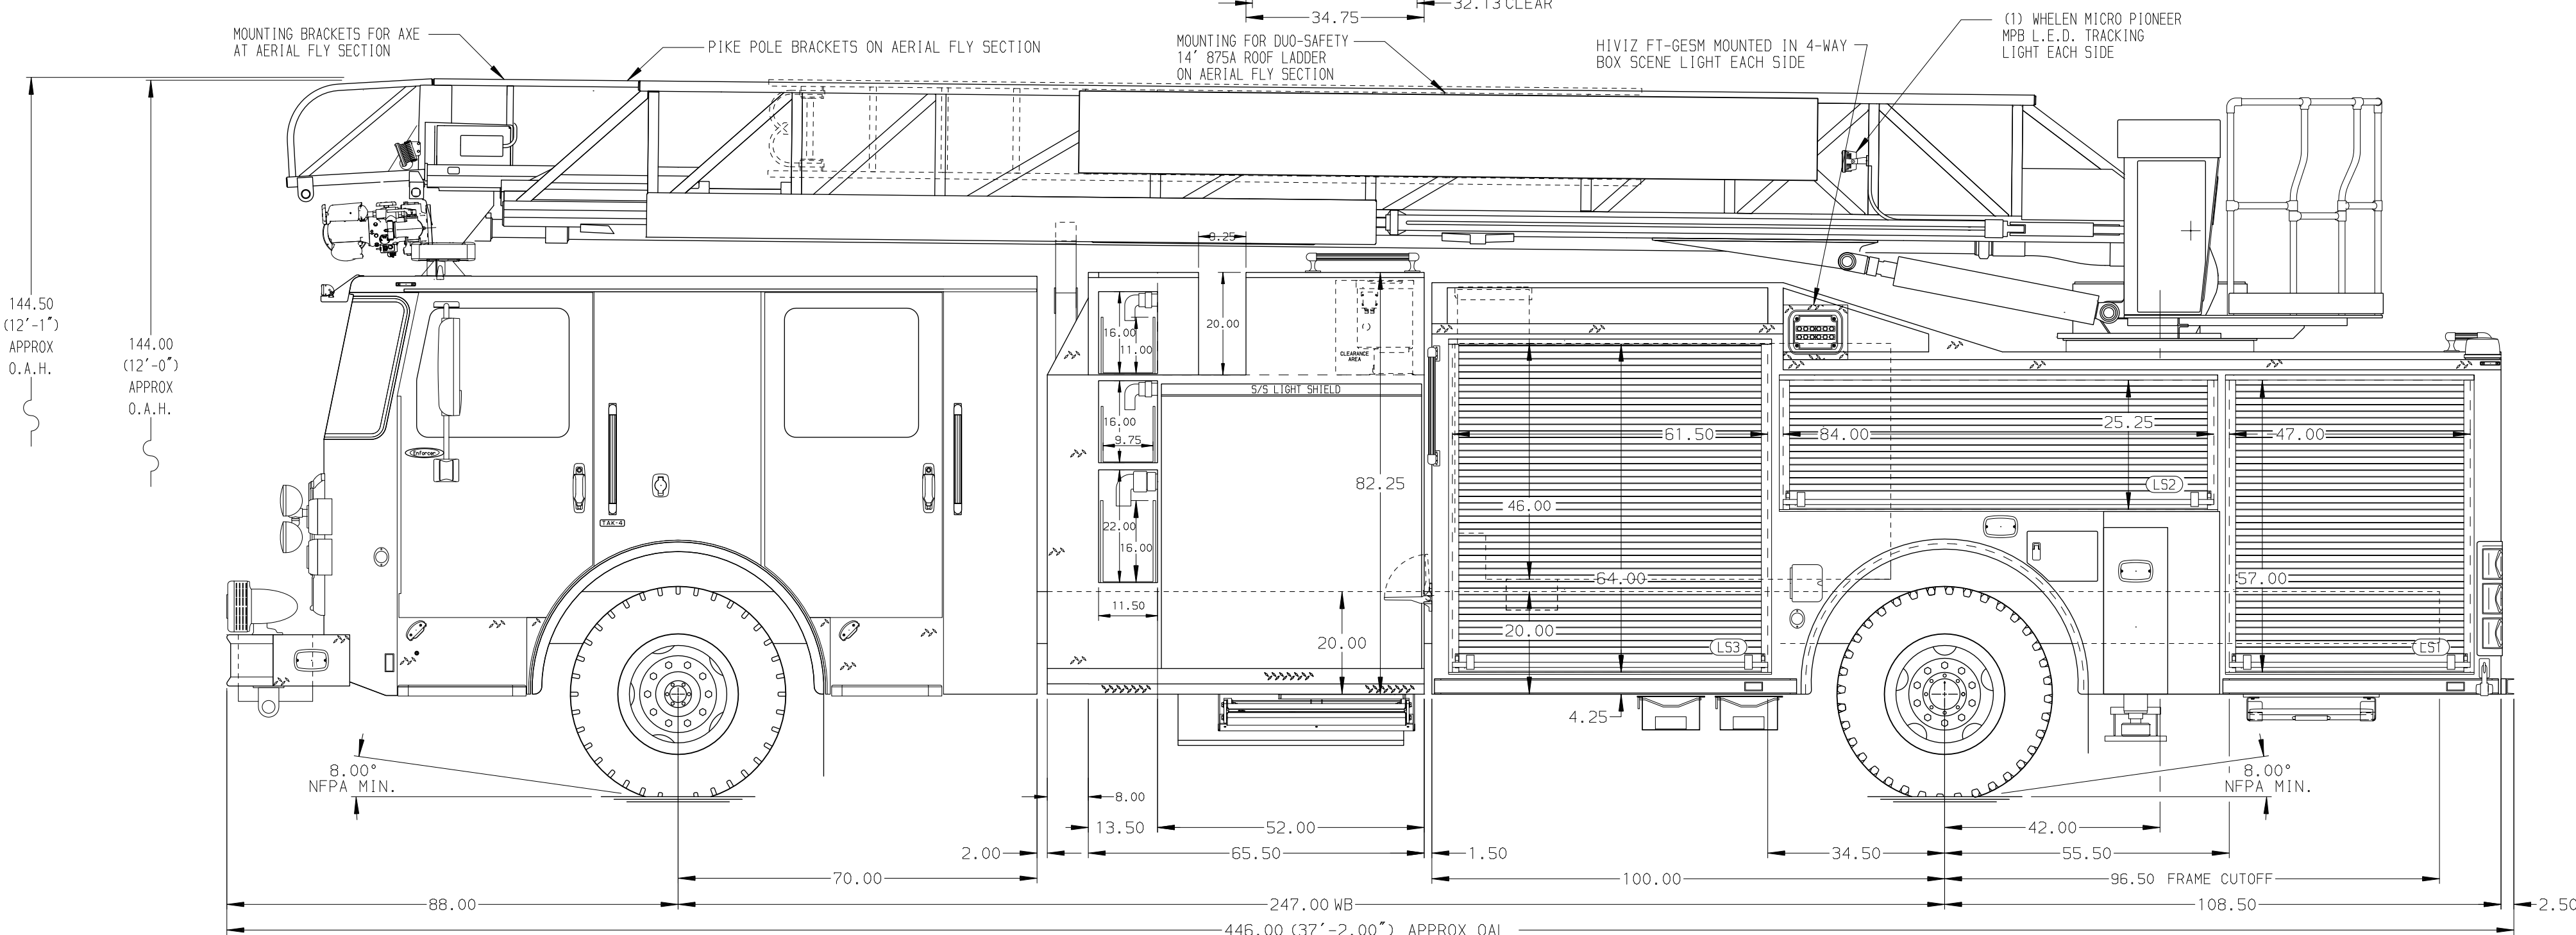 32.13 CLEAR
34.75
MOUNTING BRACKETS FOR AXE
AT AERIAL FLY SECTION
PIKE POLE BRACKETS ON AERIAL FLY SECTION
MOUNTING FOR DUO-SAFETY
14' 875A ROOF LADDER
ON AERIAL FLY SECTION
HIVIZ FT-GESM MOUNTED IN 4-WAY
BOX SCENE LIGHT EACH SIDE
(1) WHELEN MICRO PIONEER
MPB L.E.D. TRACKING
LIGHT EACH SIDE
144.50
(12'-1")
APPROX
O.A.H.
144.00
(12'-0")
APPROX
O.A.H.
20.00
16.00
11.00
CLEARANCE
AREA
S/S LIGHT SHIELD
16.00
9.75
22.00
16.00
11.50
82.25
20.00
Enforcer
TAK-4
61.50
46.00
64.00
20.00
LS3
4.25
84.00
25.25
LS2
47.00
57.00
LS1
8.00°
NFPA MIN.
8.00°
NFPA MIN.
8.00
13.50
52.00
42.00
2.00
65.50
1.50
34.50
55.50
70.00
100.00
96.50 FRAME CUTOFF
88.00
247.00 WB
108.50
2.50
446.00 (37'-2.00") APPROX OAL